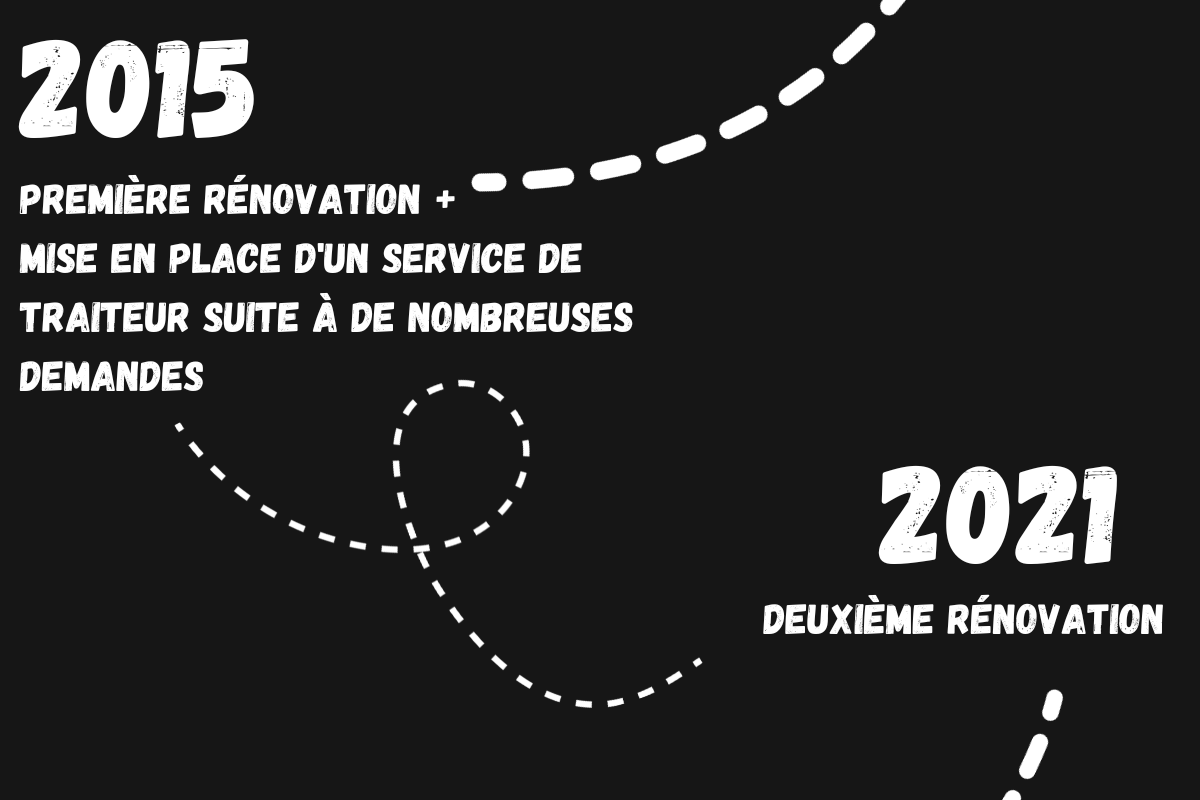 2015
PREMIÈRE RÉNOVATION +
MISE EN PLACE D'UN SERVICE DE
TRAITEUR SUITE À DE NOMBREUSES
DEMANDES
2021
DEUXIÈME RÉNOVATION